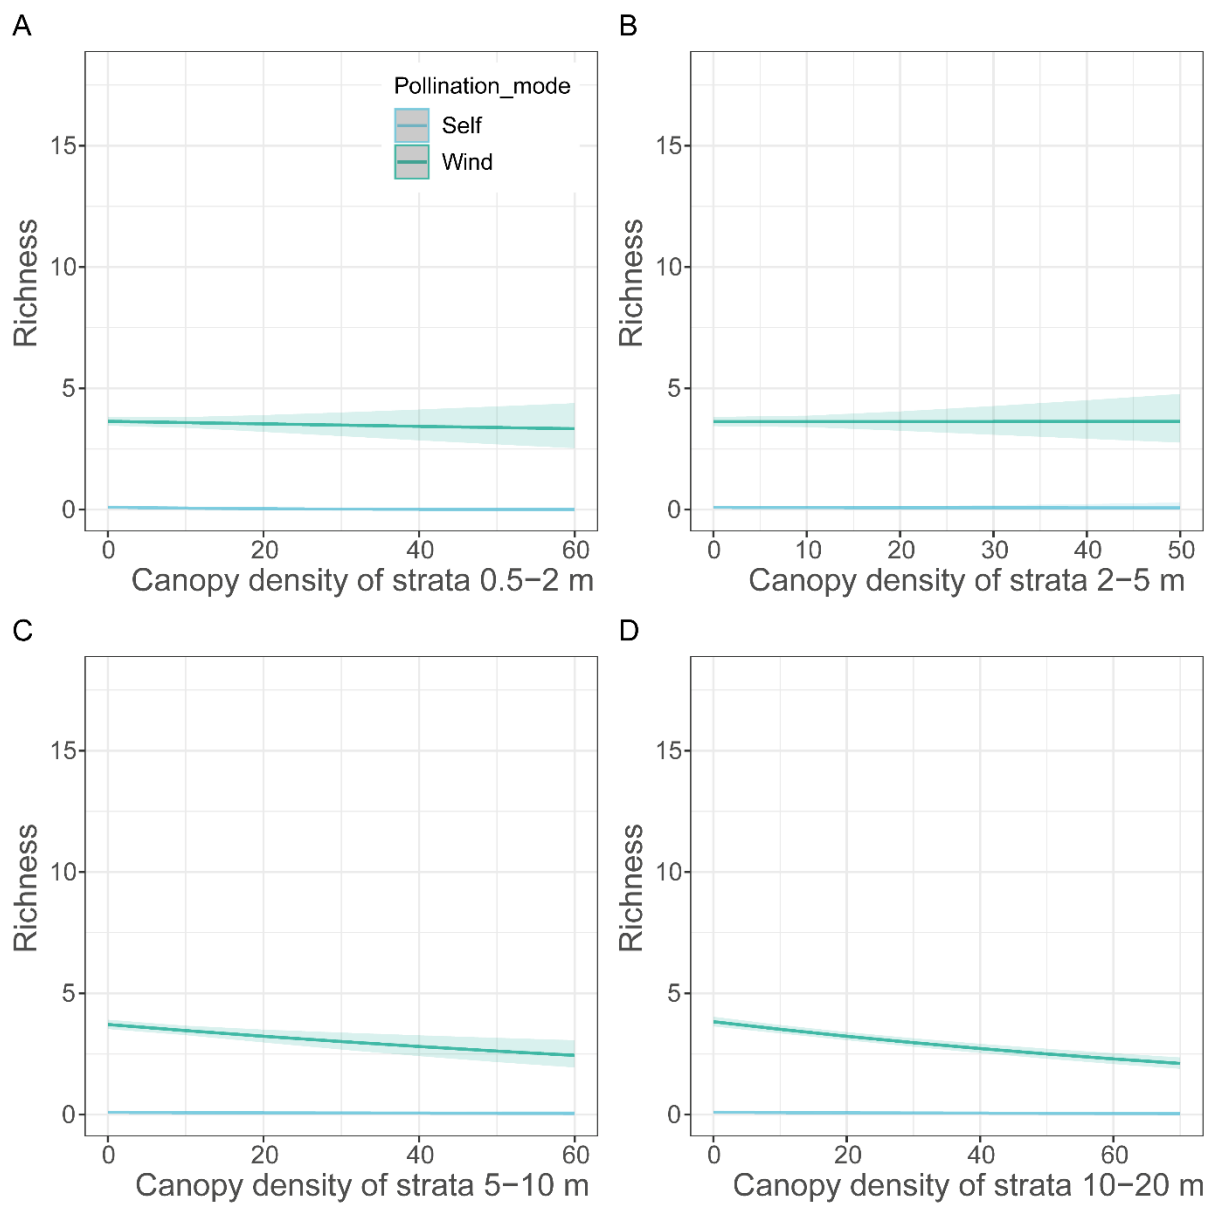 A
Pollination_mode
Self
Wind
Richness
15
10
5
0
0 20 40 60
Canopy density of strata 0.5−2 m
B
Richness
15
10
5
0
0 10 20 30 40 50
Canopy density of strata 2−5 m
C
Richness
15
10
5
0
0 20 40 60
Canopy density of strata 5−10 m
D
Richness
15
10
5
0
0 20 40 60
Canopy density of strata 10−20 m